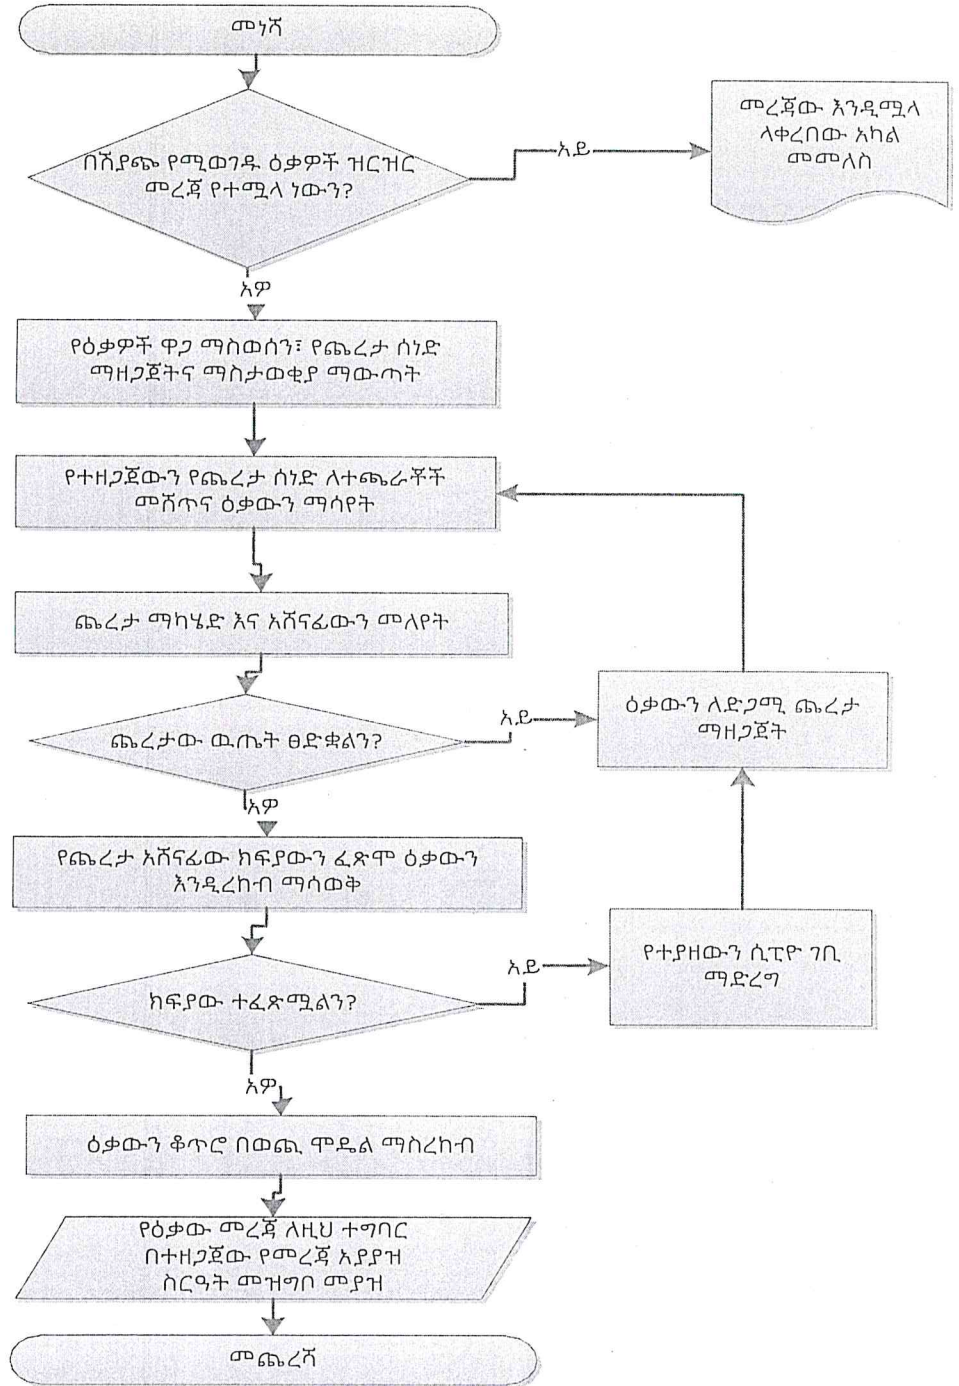 መነሻ
በሽያጭ የሚወገዱ ዕቃዎች ዝርዝር
መረጃ የተሟላ ነውን?
አይ
መረጃው እንዲሟላ
ላቀረበው አካል
መመለስ
አዎ
የዕቃዎች ዋጋ ማስወሰን፣ የጨረታ ሰነድ
ማዘጋጀትና ማስታወቂያ ማውጣት
የተዘጋጀውን የጨረታ ሰነድ ለተጫራቾች
መሸጥና ዕቃውን ማሳየት
ጨረታ ማካሄድ እና አሸናፊውን መለየት
ጨረታው ዉጤት ፀድቋልን?
አይ
ዕቃውን ለድጋሚ ጨረታ
ማዘጋጀት
አዎ
የጨረታ አሸናፊው ክፍያውን ፈጽሞ ዕቃውን
እንዲረከብ ማሳወቅ
ክፍያው ተፈጽሟልን?
አይ
የተያዘውን ሲፒዮ ገቢ
ማድረግ
አዎ
ዕቃውን ቆጥሮ በወጪ ሞዴል ማስረከብ
የዕቃው መረጃ ለዚህ ተግባር
በተዘጋጀው የመረጃ አያያዝ
ስርዓት መዝግቦ መያዝ
መጨረሻ